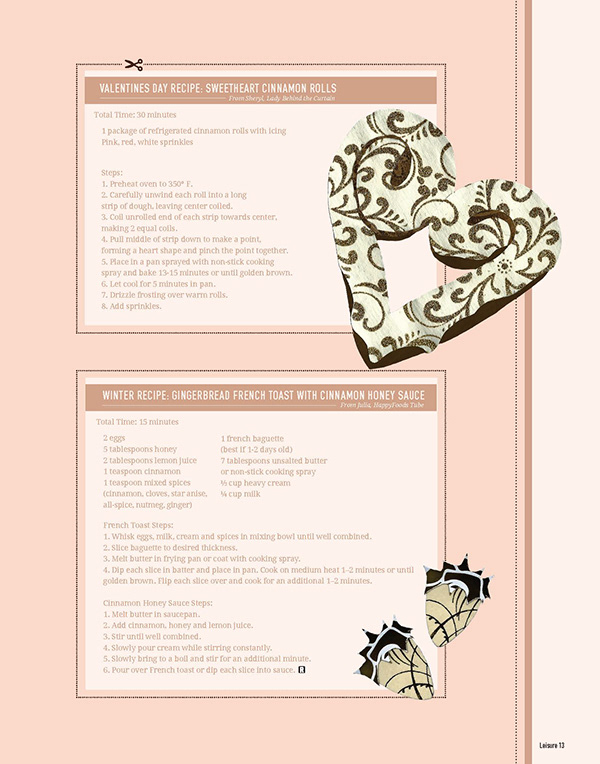 VALENTINES DAY RECIPE: SWEETHEART CINNAMON ROLLS
From Sheryl, Lady Behind the Curtain
Total Time: 30 minutes
1 package of refrigerated cinnamon rolls with icing
Pink, red, white sprinkles
Steps:
1. Preheat oven to 350° F.
2. Carefully unwind each roll into a long
strip of dough, leaving center coiled.
3. Coil unrolled end of each strip towards center,
making 2 equal coils.
4. Pull middle of strip down to make a point,
forming a heart shape and pinch the point together.
5. Place in a pan sprayed with non-stick cooking
spray and bake 13-15 minutes or until golden brown.
6. Let cool for 5 minutes in pan.
7. Drizzle frosting over warm rolls.
8. Add sprinkles.
WINTER RECIPE: GINGERBREAD FRENCH TOAST WITH CINNAMON HONEY SAUCE
From Julia, HappyFoods Tube
Total Time: 15 minutes
2 eggs
5 tablespoons honey
2 tablespoons lemon juice
1 teaspoon cinnamon
1 teaspoon mixed spices
(cinnamon, cloves, star anise,
all-spice, nutmeg, ginger)
1 french baguette
(best if 1-2 days old)
7 tablespoons unsalted butter
or non-stick cooking spray
cup heavy cream
cup milk
French Toast Steps:
1. Whisk eggs, milk, cream and spices in mixing bowl until well combined.
2. Slice baguette to desired thickness.
3. Melt butter in frying pan or coat with cooking spray.
4. Dip each slice in batter and place in pan. Cook on medium heat 1–2 minutes or until
golden brown. Flip each slice over and cook for an additional 1–2 minutes.
Cinnamon Honey Sauce Steps:
1. Melt butter in saucepan.
2. Add cinnamon, honey and lemon juice.
3. Stir until well combined.
4. Slowly pour cream while stirring constantly.
5. Slowly bring to a boil and stir for an additional minute.
6. Pour over French toast or dip each slice into sauce.
Leisure 13